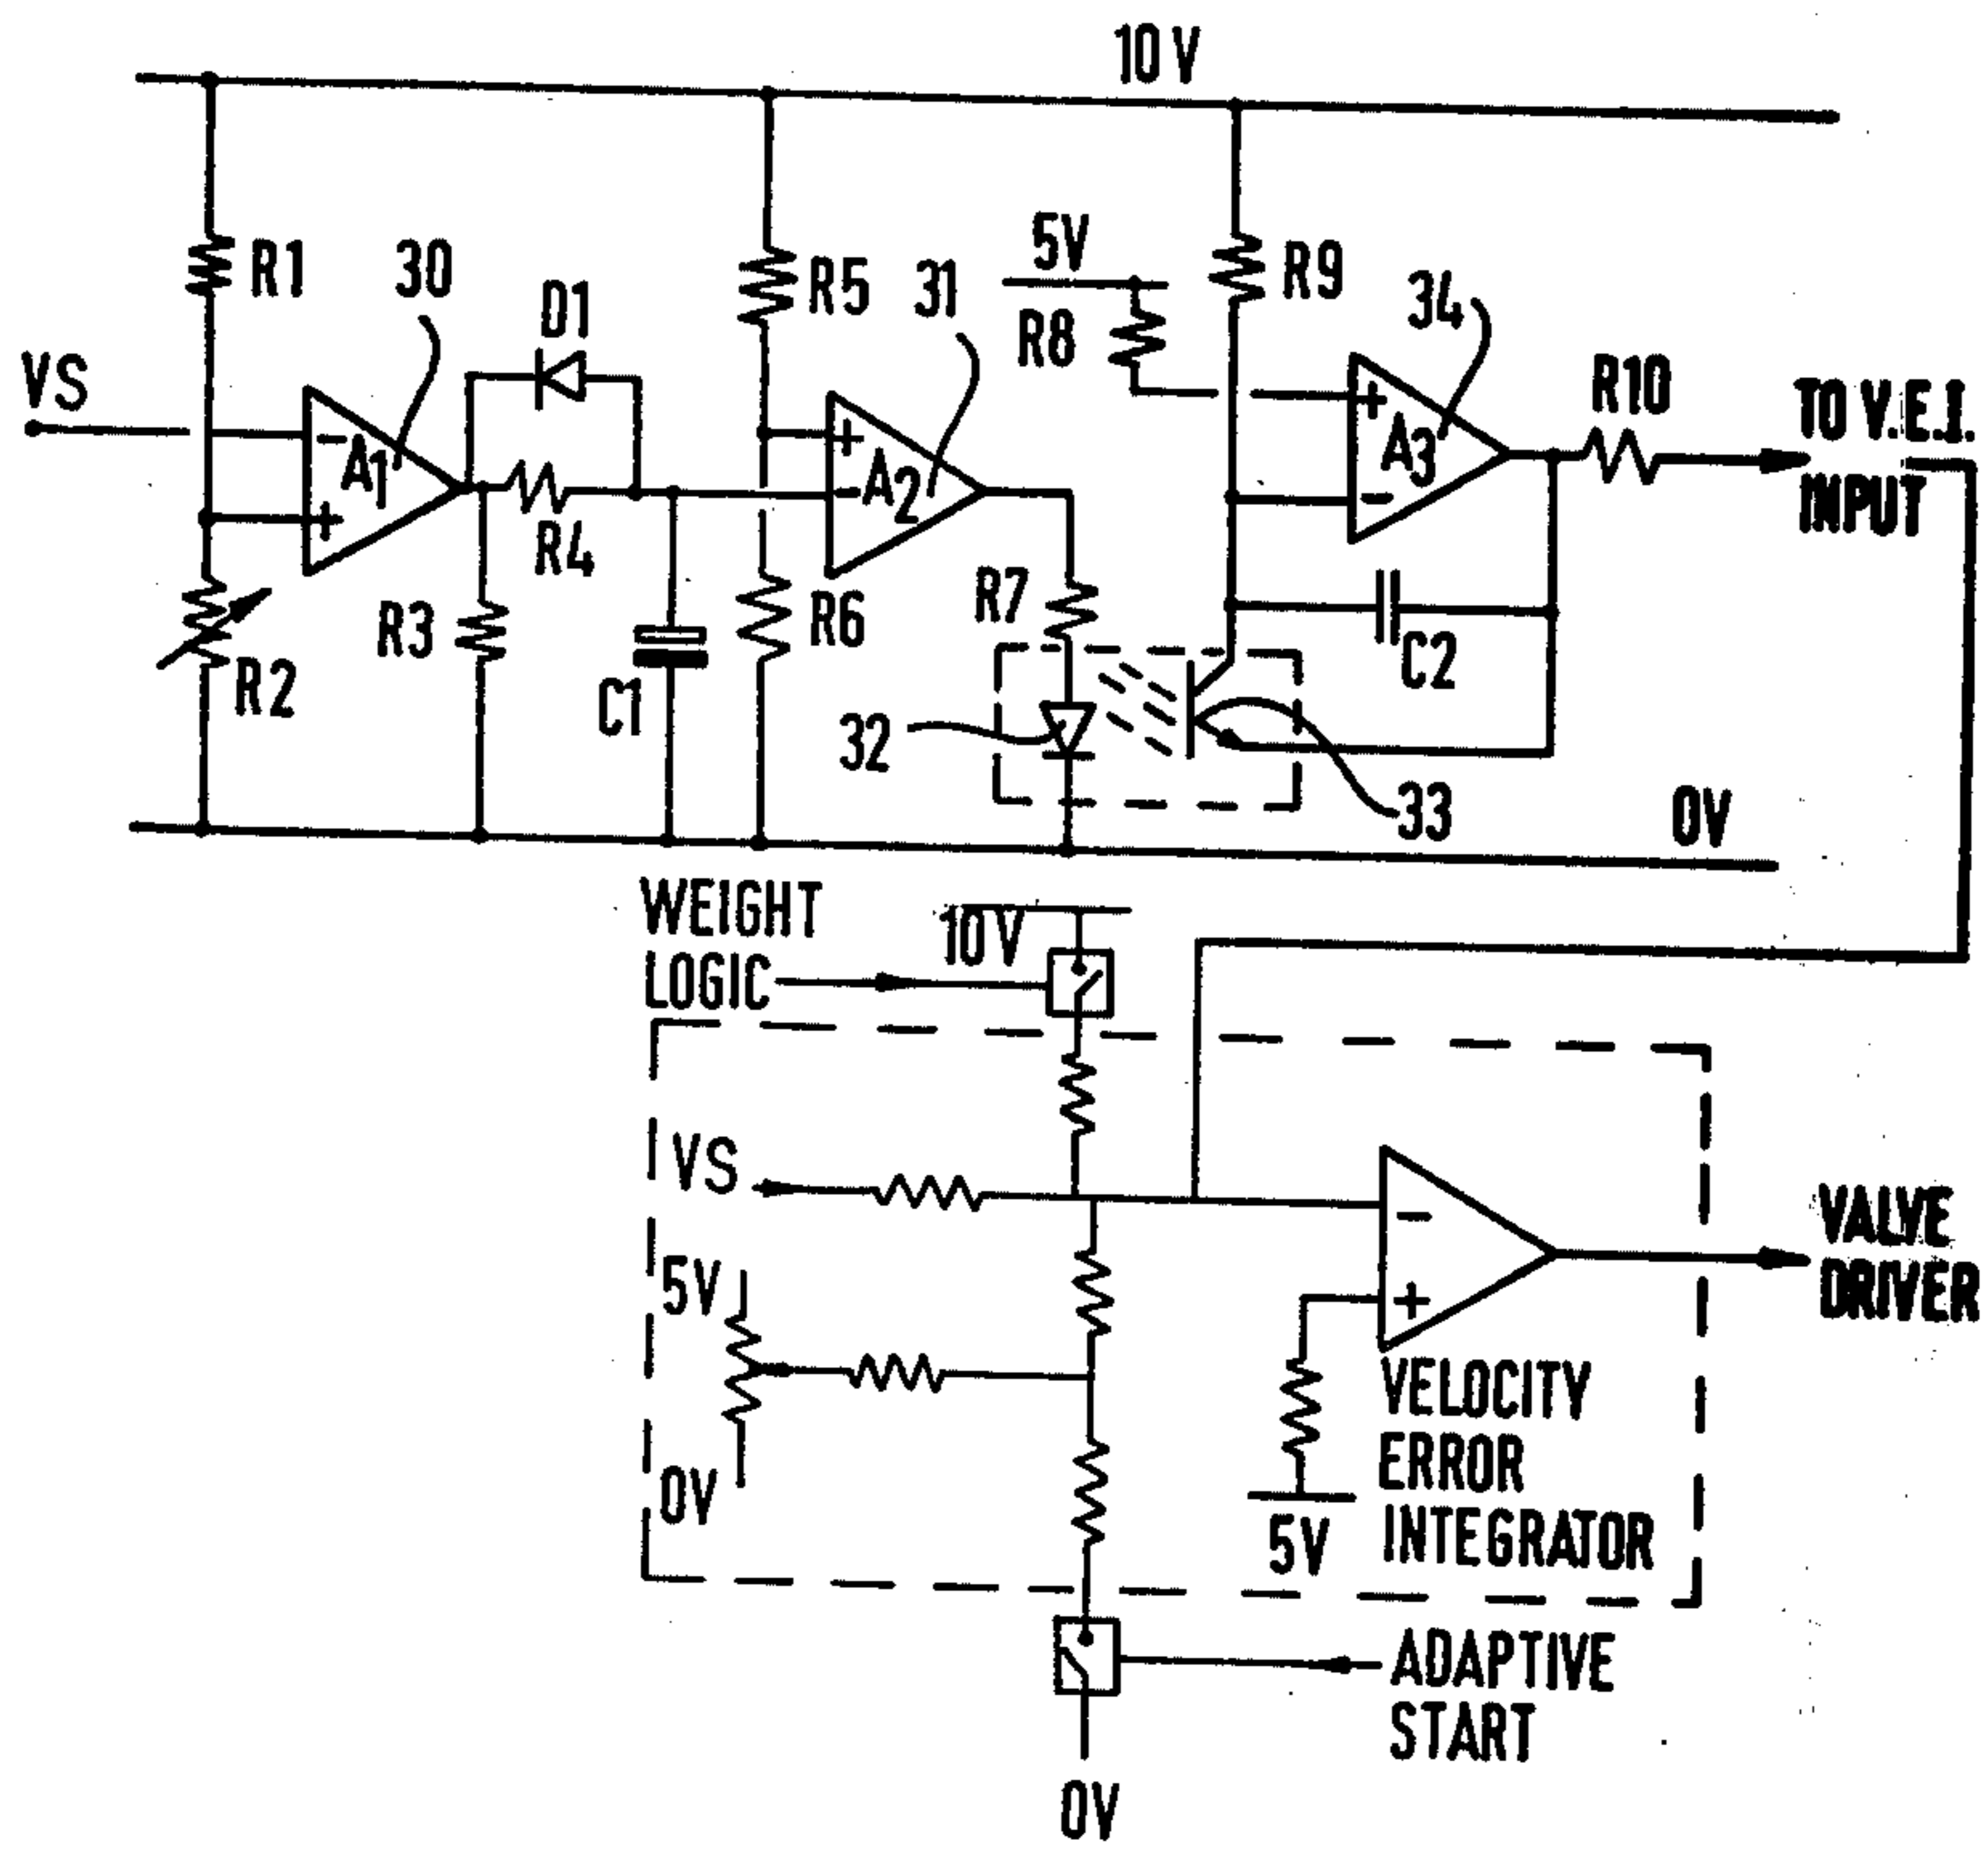 10V
R1
30
D1
R5
31
5V
R8
R9
34
R10
VS
−
A1
+
+
A2
−
+
A3
−
TO V.E.I.
INPUT
R4
R3
R2
C1
R6
R7
C2
32
33
0V
WEIGHT
LOGIC
10V
VS
5V
0V
−
+
VELOCITY
ERROR
INTEGRATOR
5V
VALVE
DRIVER
ADAPTIVE
START
0V